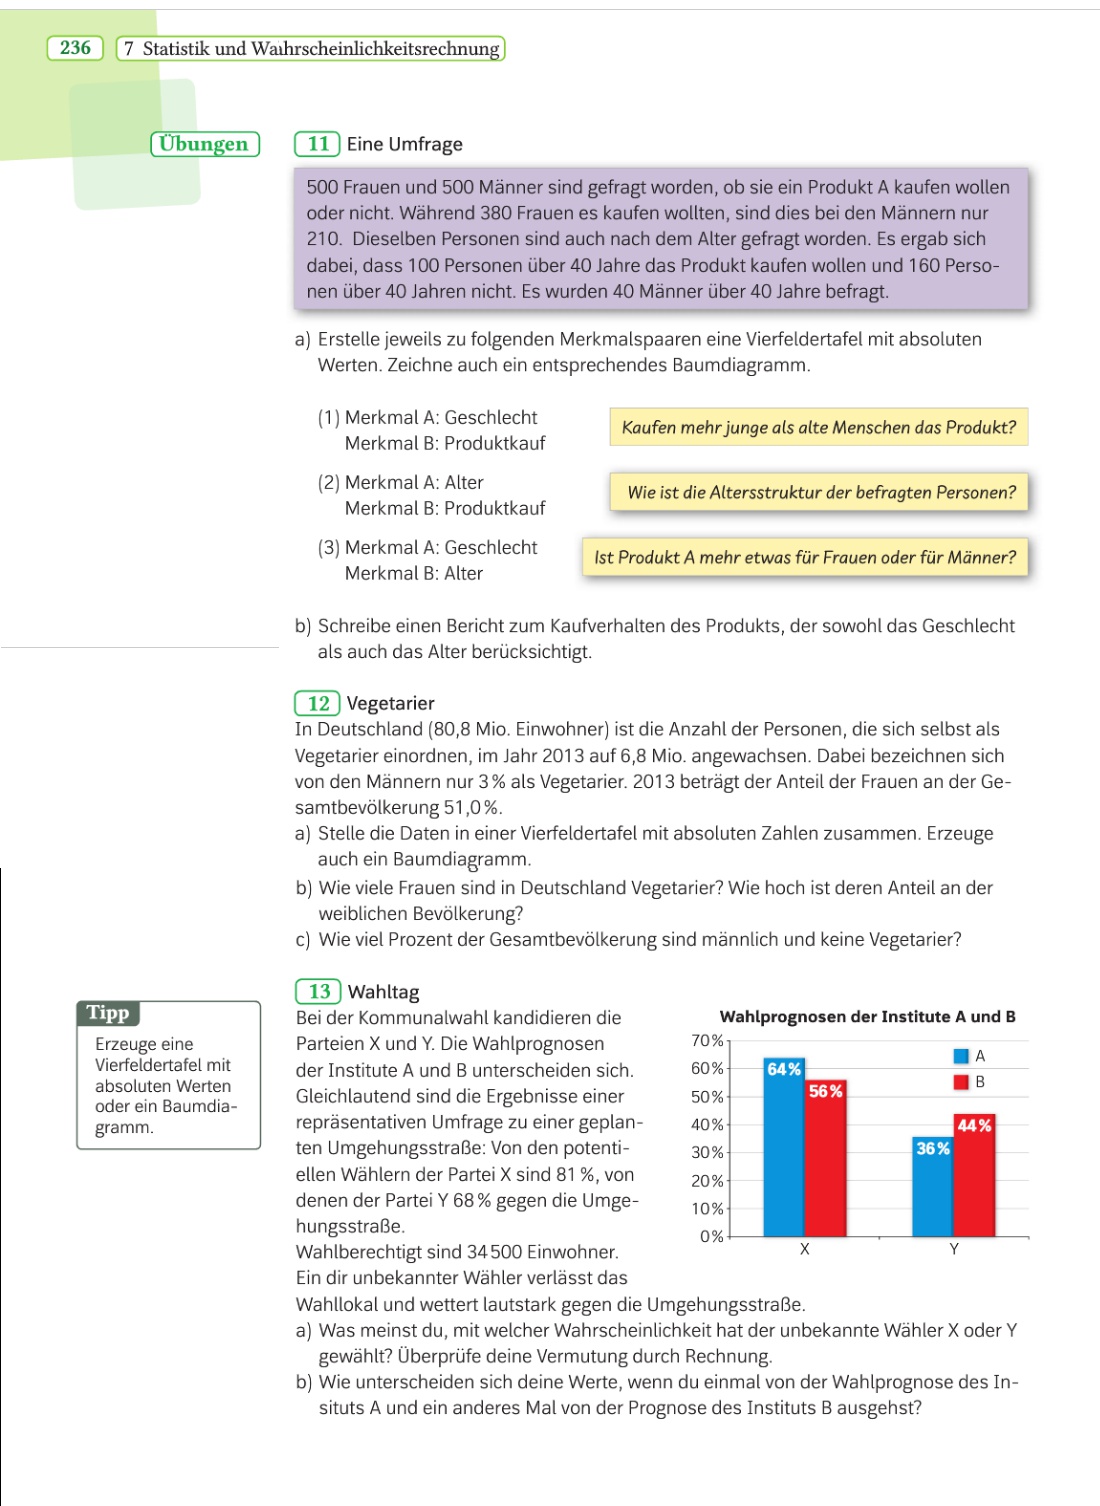 236
7 Statistik und Wahrscheinlichkeitsrechnung
Übungen
11 Eine Umfrage
500 Frauen und 500 Männer sind gefragt worden, ob sie ein Produkt A kaufen wollen
oder nicht. Während 380 Frauen es kaufen wollten, sind dies bei den Männern nur
210. Dieselben Personen sind auch nach dem Alter gefragt worden. Es ergab sich
dabei, dass 100 Personen über 40 Jahre das Produkt kaufen wollen und 160 Perso-
nen über 40 Jahren nicht. Es wurden 40 Männer über 40 Jahre befragt.
a) Erstelle jeweils zu folgenden Merkmalspaaren eine Vierfeldertafel mit absoluten
Werten. Zeichne auch ein entsprechendes Baumdiagramm.
(1) Merkmal A: Geschlecht
Merkmal B: Produktkauf
Kaufen mehr junge als alte Menschen das Produkt?
(2) Merkmal A: Alter
Merkmal B: Produktkauf
Wie ist die Altersstruktur der befragten Personen?
(3) Merkmal A: Geschlecht
Merkmal B: Alter
Ist Produkt A mehr etwas für Frauen oder für Männer?
b) Schreibe einen Bericht zum Kaufverhalten des Produkts, der sowohl das Geschlecht
als auch das Alter berücksichtigt.
12 Vegetarier
In Deutschland (80,8 Mio. Einwohner) ist die Anzahl der Personen, die sich selbst als
Vegetarier einordnen, im Jahr 2013 auf 6,8 Mio. angewachsen. Dabei bezeichnen sich
von den Männern nur 3 % als Vegetarier. 2013 beträgt der Anteil der Frauen an der Ge-
samtbevölkerung 51,0 %.
a) Stelle die Daten in einer Vierfeldertafel mit absoluten Zahlen zusammen. Erzeuge
auch ein Baumdiagramm.
b) Wie viele Frauen sind in Deutschland Vegetarier? Wie hoch ist deren Anteil an der
weiblichen Bevölkerung?
c) Wie viel Prozent der Gesamtbevölkerung sind männlich und keine Vegetarier?
Tipp
Erzeuge eine
Vierfeldertafel mit
absoluten Werten
oder ein Baumdia-
gramm.
13 Wahltag
Bei der Kommunalwahl kandidieren die
Parteien X und Y. Die Wahlprognosen
der Institute A und B unterscheiden sich.
Gleichlautend sind die Ergebnisse einer
repräsentativen Umfrage zu einer geplan-
ten Umgehungsstraße: Von den potenti-
ellen Wählern der Partei X sind 81 %, von
denen der Partei Y 68 % gegen die Umge-
hungsstraße.
Wahlberechtigt sind 34 500 Einwohner.
Ein dir unbekannter Wähler verlässt das
Wahllokal und wettert lautstark gegen die Umgehungsstraße.
Wahlprognosen der Institute A und B
70 %
60 %
50 %
40 %
30 %
20 %
10 %
0 %
64 %
56 %
36 %
44 %
A
B
X
Y
a) Was meinst du, mit welcher Wahrscheinlichkeit hat der unbekannte Wähler X oder Y
gewählt? Überprüfe deine Vermutung durch Rechnung.
b) Wie unterscheiden sich deine Werte, wenn du einmal von der Wahlprognose des In-
situts A und ein anderes Mal von der Prognose des Instituts B ausgehst?